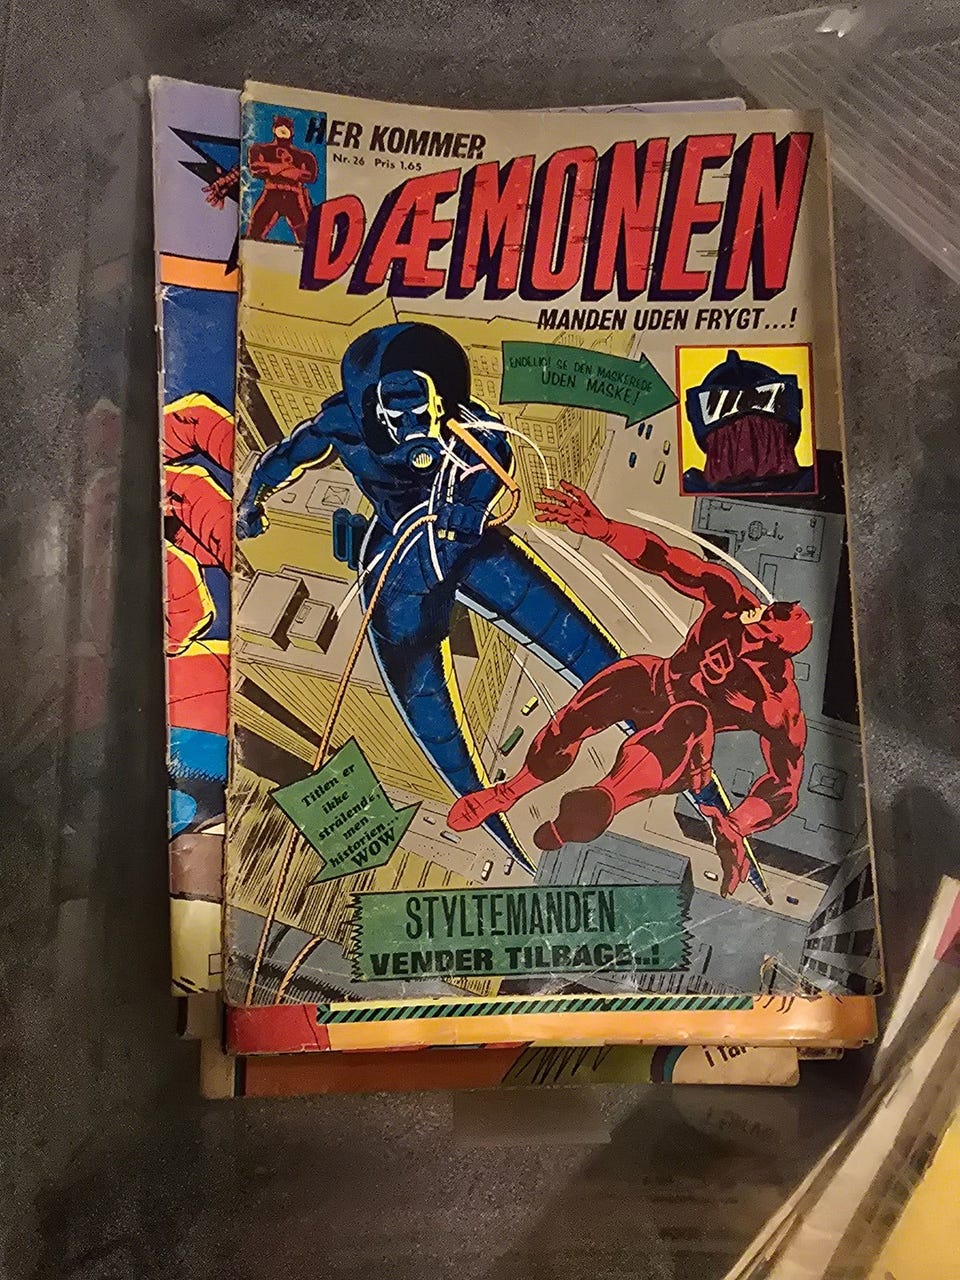 HER KOMMER
Nr. 26 Pris 1.65
DÆMONEN
MANDEN UDEN FRYGT...!
ENDELIG! SE DEN MASKEREDE
UDEN MASKE!
D
Titlen er
ikke
strålende,
men
historien...
WOW
STYLTEMANDEN
VENDER TILBAGE..!